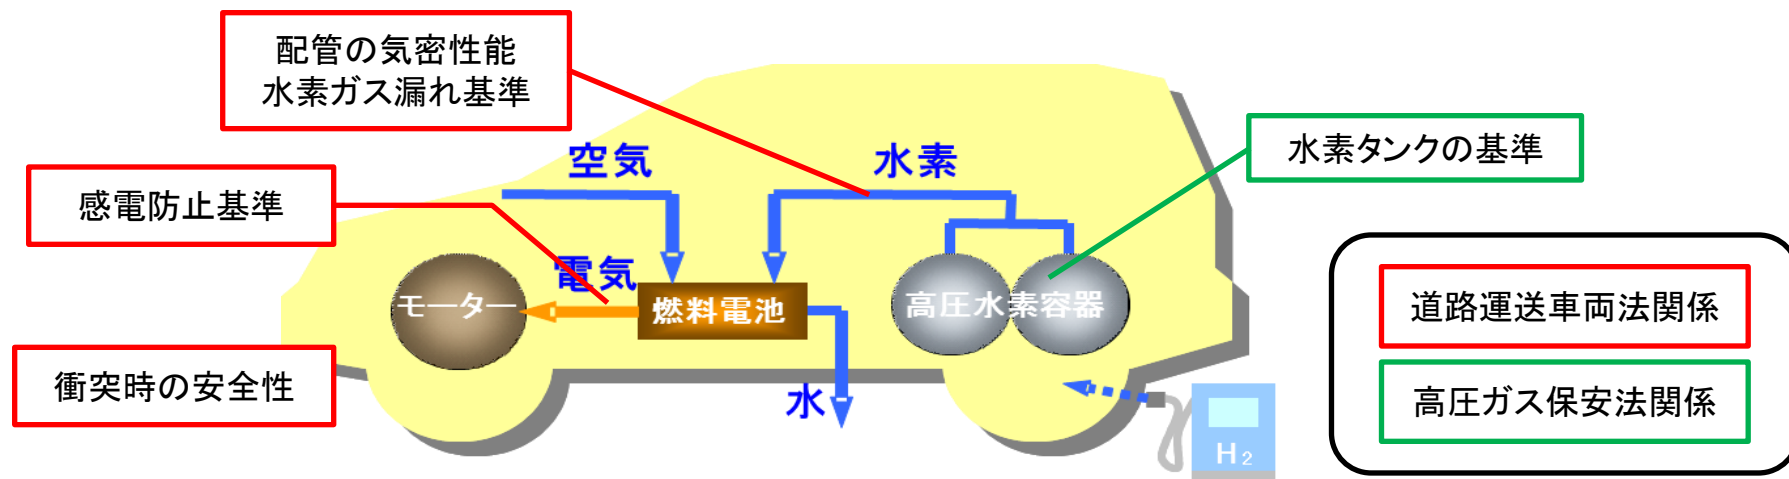 配管の気密性能
水素ガス漏れ基準
空気
水素
水素タンクの基準
感電防止基準
電気
モーター
燃料電池
高圧水素容器
道路運送車両法関係
衝突時の安全性
水
高圧ガス保安法関係
H2